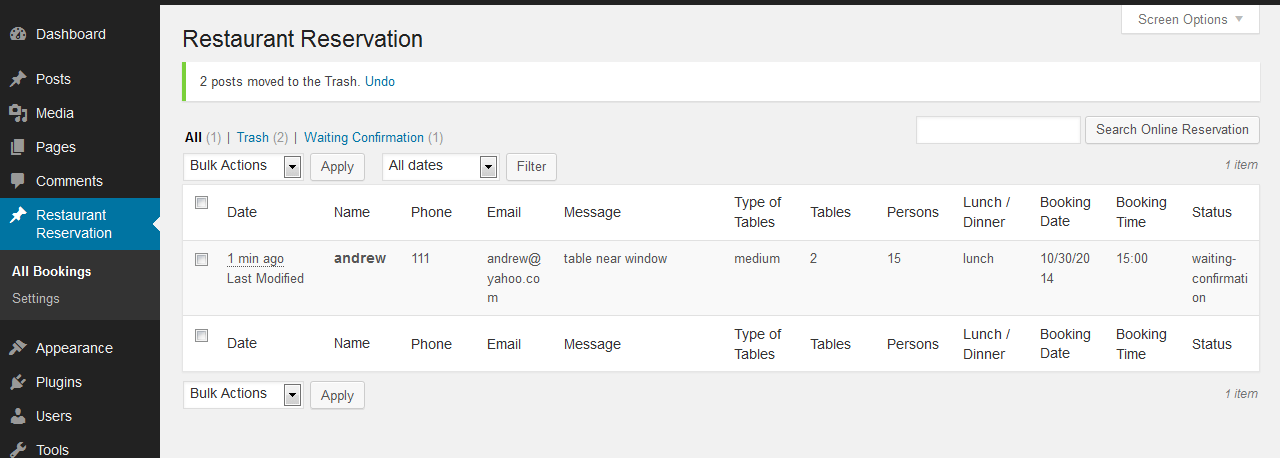 Dashboard
Posts
Media
Pages
Comments
Restaurant
Reservation
All Bookings
Settings
Appearance
Plugins
Users
Tools
Screen Options
Restaurant Reservation
2 posts moved to the Trash. Undo
All (1) | Trash (2) | Waiting Confirmation (1)
Search Online Reservation
Bulk Actions Apply All dates Filter 1 item
Date Name Phone Email Message Type of Tables Tables Persons Lunch / Dinner Booking Date Booking Time Status
1 min ago
Last Modified
andrew
111
andrew@
yahoo.co
m
table near window
medium
2
15
lunch
10/30/20
14
15:00
waiting-
confirmati
on
Date Name Phone Email Message Type of Tables Tables Persons Lunch / Dinner Booking Date Booking Time Status
Bulk Actions Apply 1 item